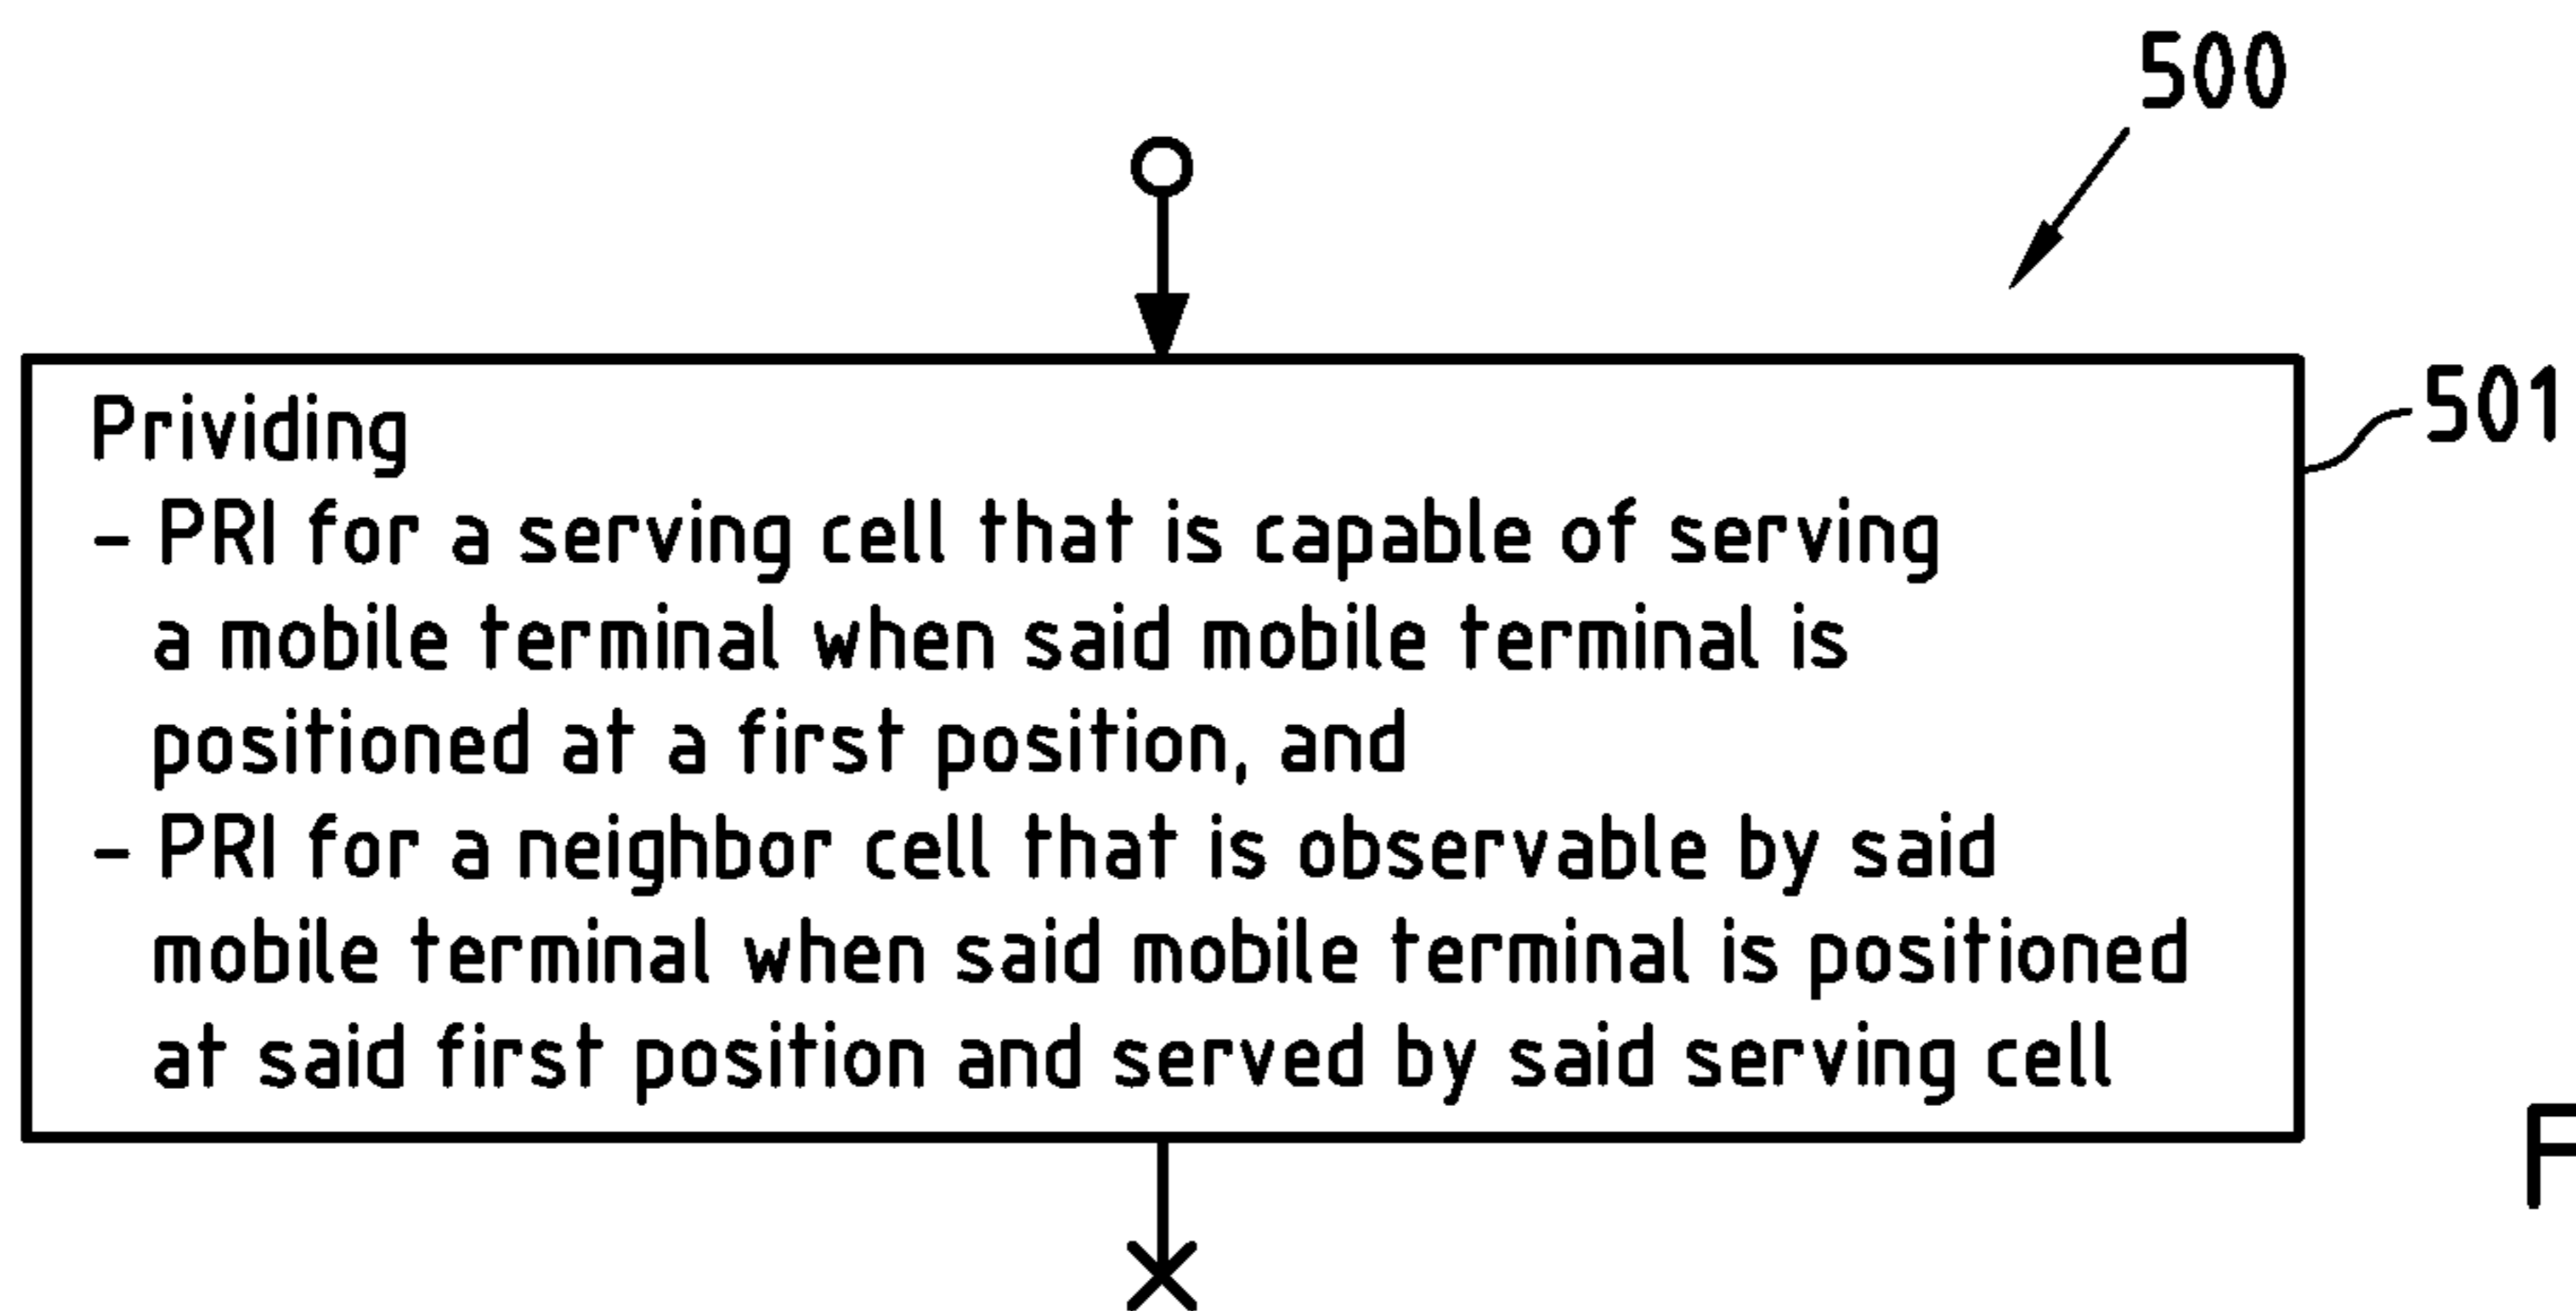 500
501
Prividing
- PRI for a serving cell that is capable of serving
a mobile terminal when said mobile terminal is
positioned at a first position, and
- PRI for a neighbor cell that is observable by said
mobile terminal when said mobile terminal is positioned
at said first position and served by said serving cell
F